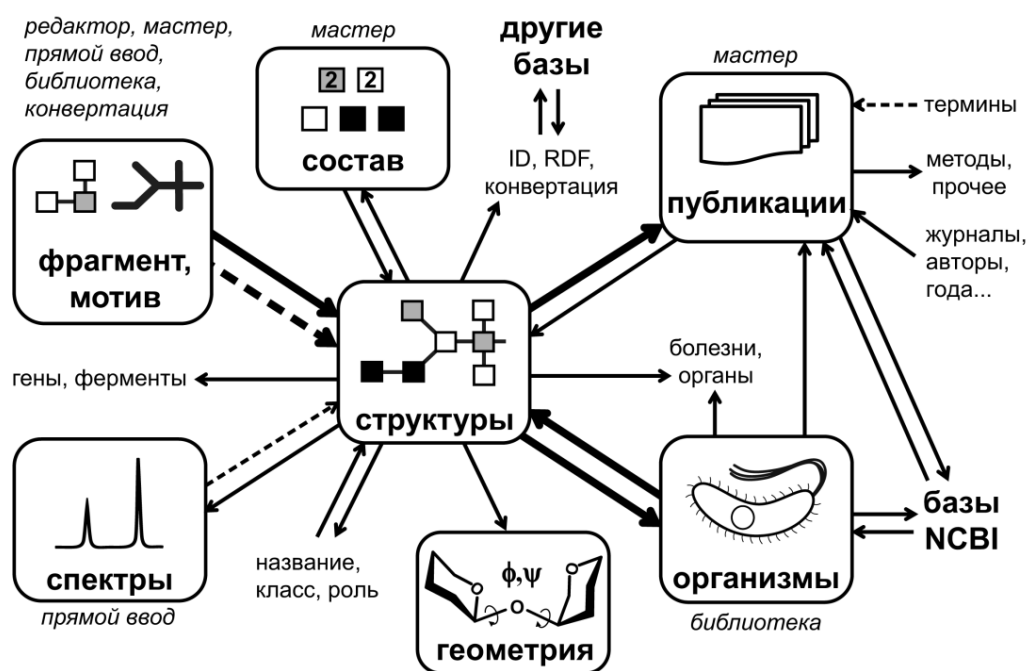 редактор, мастер,
прямой ввод,
библиотека,
конвертация
мастер
2 2
состав
другие
базы
ID, RDF,
конвертация
мастер
публикации
термины
методы,
прочее
журналы,
авторы,
года...
фрагмент,
мотив
гены, ферменты
структуры
болезни,
органы
спектры
прямой ввод
название,
класс, роль
ϕ,ψ
O O O
геометрия
организмы
библиотека
базы
NCBI